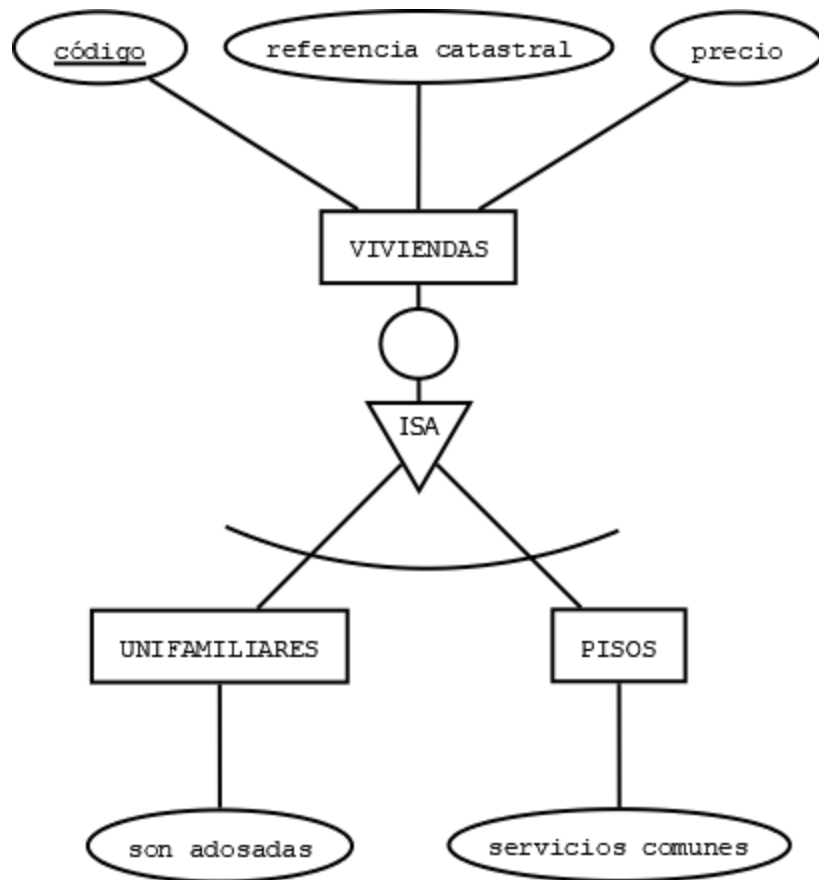 código
referencia catastral
precio
VIVIENDAS
ISA
UNIFAMILIARES
PISOS
son adosadas
servicios comunes